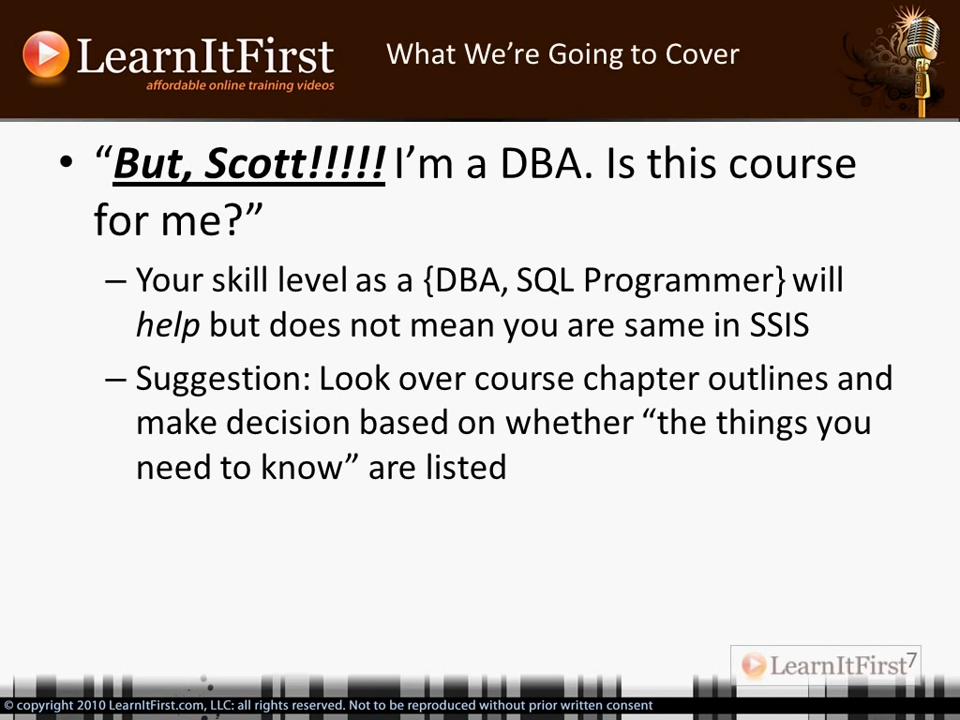 LearnItFirst
affordable online training videos
What We’re Going to Cover
• “But, Scott!!!!! I’m a DBA. Is this course
for me?”
– Your skill level as a {DBA, SQL Programmer} will
help but does not mean you are same in SSIS
– Suggestion: Look over course chapter outlines and
make decision based on whether “the things you
need to know” are listed
LearnItFirst
7
© copyright 2010 LearnItFirst.com, LLC: all rights reserved. Not to be reproduced without prior written consent